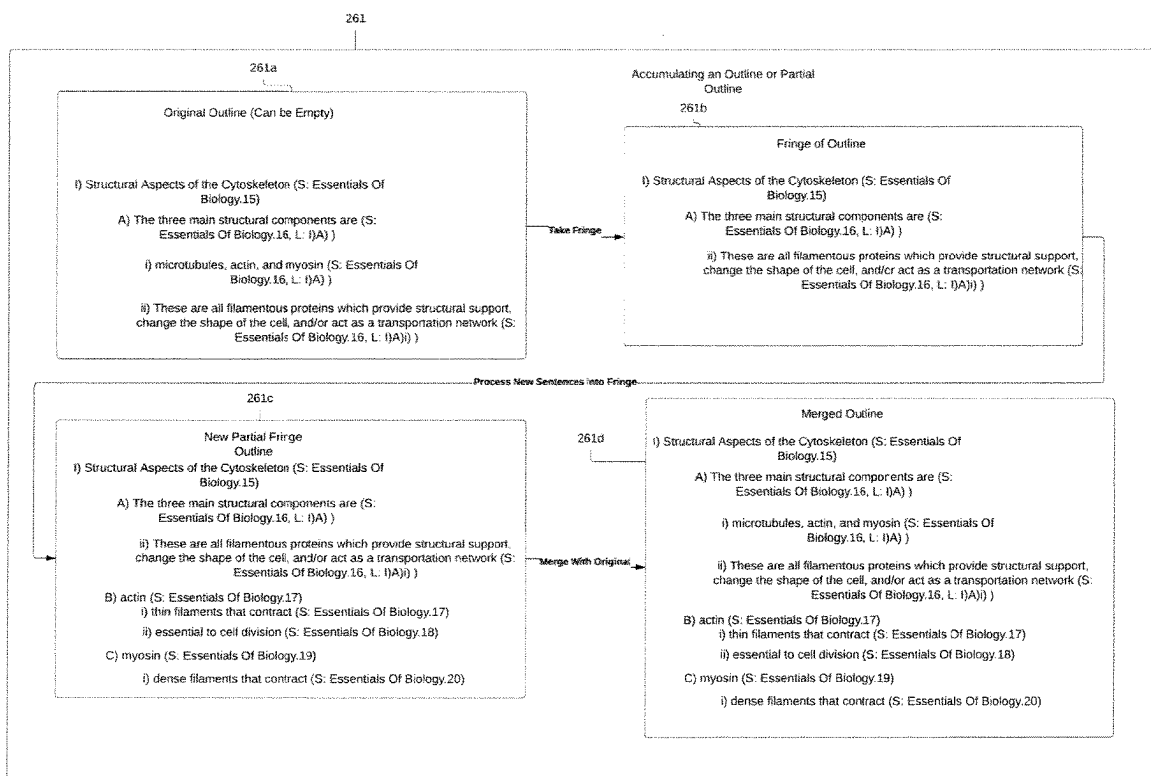 261
261a
Original Outline (Can be Empty)
I) Structural Aspects of the Cytoskeleton (S: Essentials Of
Biology.15)
A) The three main structural components are (S:
Essentials Of Biology.16, L: I)A) )
i) microtubules, actin, and myosin (S: Essentials Of
Biology.16, L: I)A) )
ii) These are all filamentous proteins which provide structural support,
change the shape of the cell, and/or act as a transportation network (S:
Essentials Of Biology.16, L: I)A)i) )
Take Fringe
Accumulating an Outline or Partial
Outline
261b
Fringe of Outline
I) Structural Aspects of the Cytoskeleton (S: Essentials Of
Biology.15)
A) The three main structural components are (S:
Essentials Of Biology.16, L: I)A) )
ii) These are all filamentous proteins which provide structural support,
change the shape of the cell, and/or act as a transportation network (S:
Essentials Of Biology.16, L: I)A)i) )
Process New Sentences into Fringe
261c
New Partial Fringe
Outline
I) Structural Aspects of the Cytoskeleton (S: Essentials Of
Biology.15)
A) The three main structural components are (S:
Essentials Of Biology.16, L: I)A) )
ii) These are all filamentous proteins which provide structural support,
change the shape of the cell, and/or act as a transportation network (S:
Essentials Of Biology.16, L: I)A)i) )
B) actin (S: Essentials Of Biology.17)
i) thin filaments that contract (S: Essentials Of Biology.17)
ii) essential to cell division (S: Essentials Of Biology.18)
C) myosin (S: Essentials Of Biology.19)
i) dense filaments that contract (S: Essentials Of Biology.20)
Merge With Original
261d
Merged Outline
I) Structural Aspects of the Cytoskeleton (S: Essentials Of
Biology.15)
A) The three main structural components are (S:
Essentials Of Biology.16, L: I)A) )
i) microtubules, actin, and myosin (S: Essentials Of
Biology.16, L: I)A) )
ii) These are all filamentous proteins which provide structural support,
change the shape of the cell, and/or act as a transportation network (S:
Essentials Of Biology.16, L: I)A)i) )
B) actin (S: Essentials Of Biology.17)
i) thin filaments that contract (S: Essentials Of Biology.17)
ii) essential to cell division (S: Essentials Of Biology.18)
C) myosin (S: Essentials Of Biology.19)
i) dense filaments that contract (S: Essentials Of Biology.20)